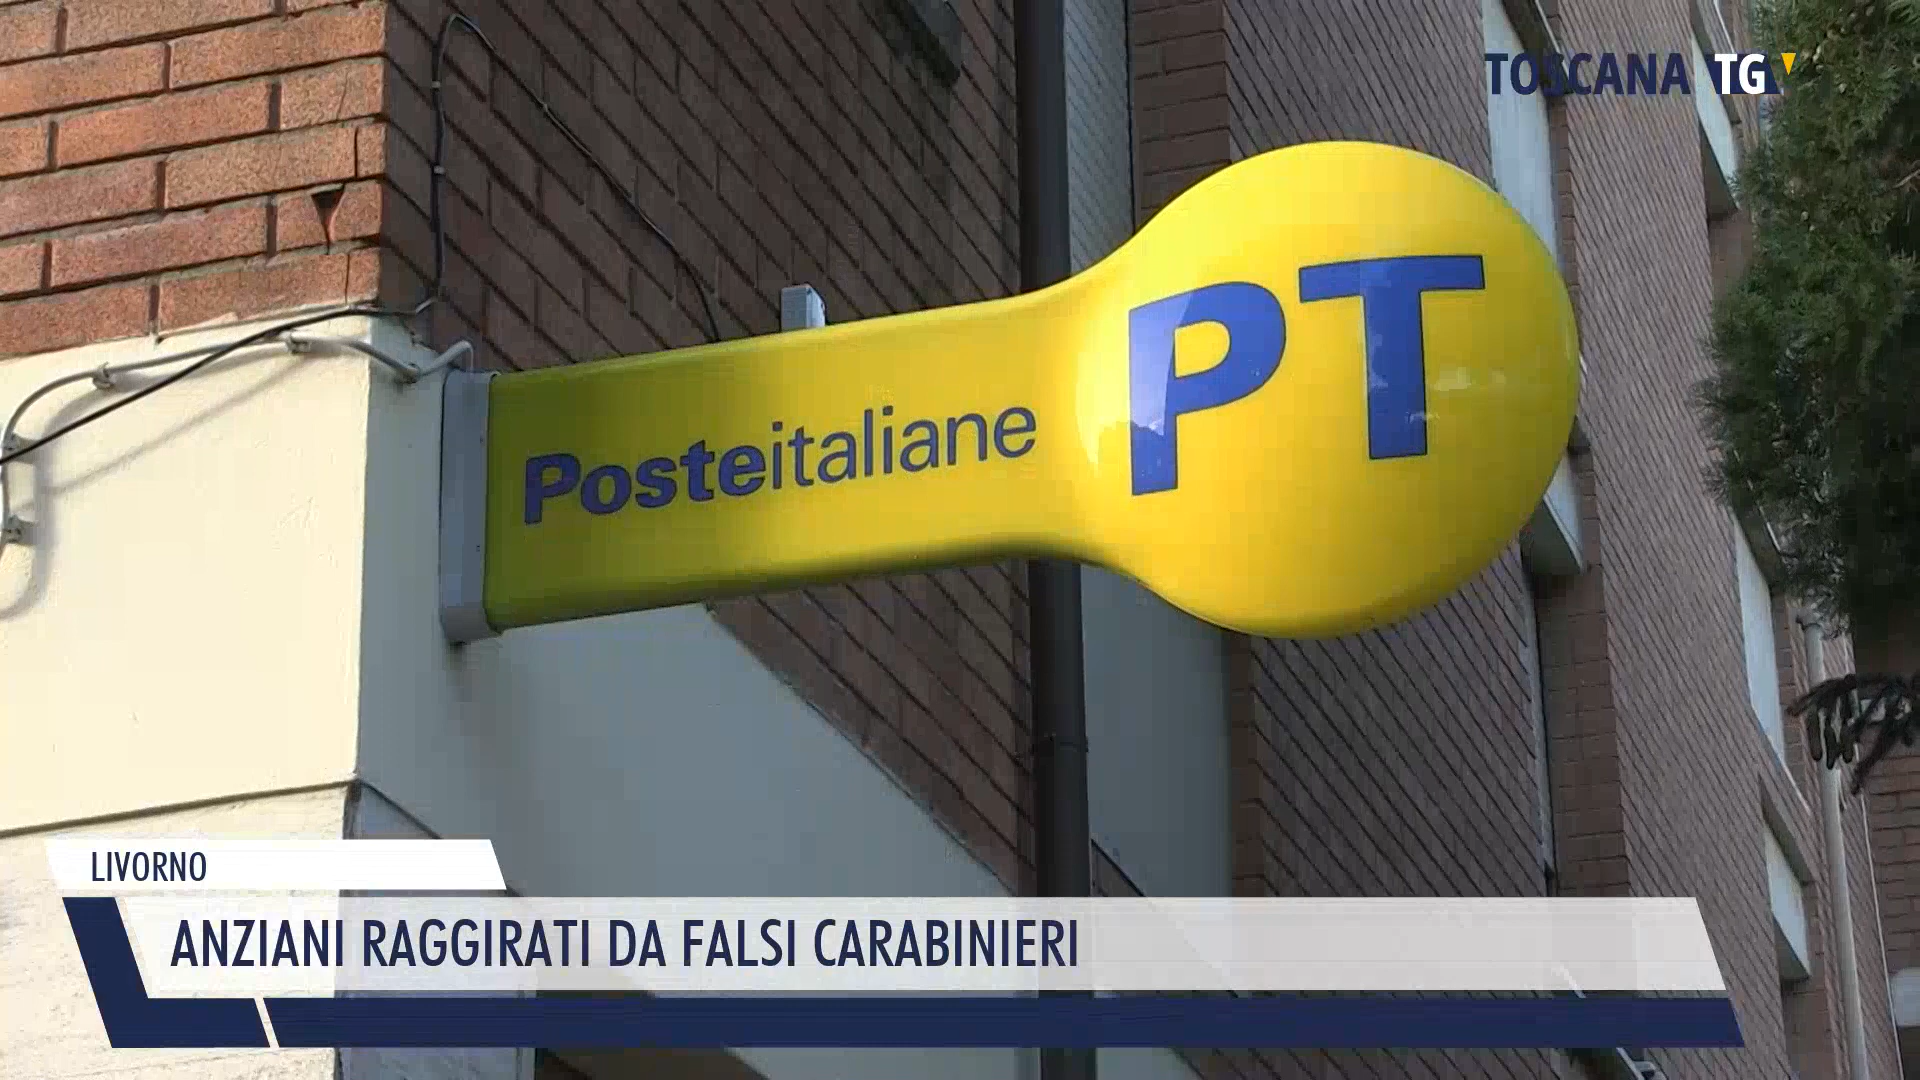 TOSCANA TG
PT
Posteitaliane
LIVORNO
ANZIANI RAGGIRATI DA FALSI CARABINIERI